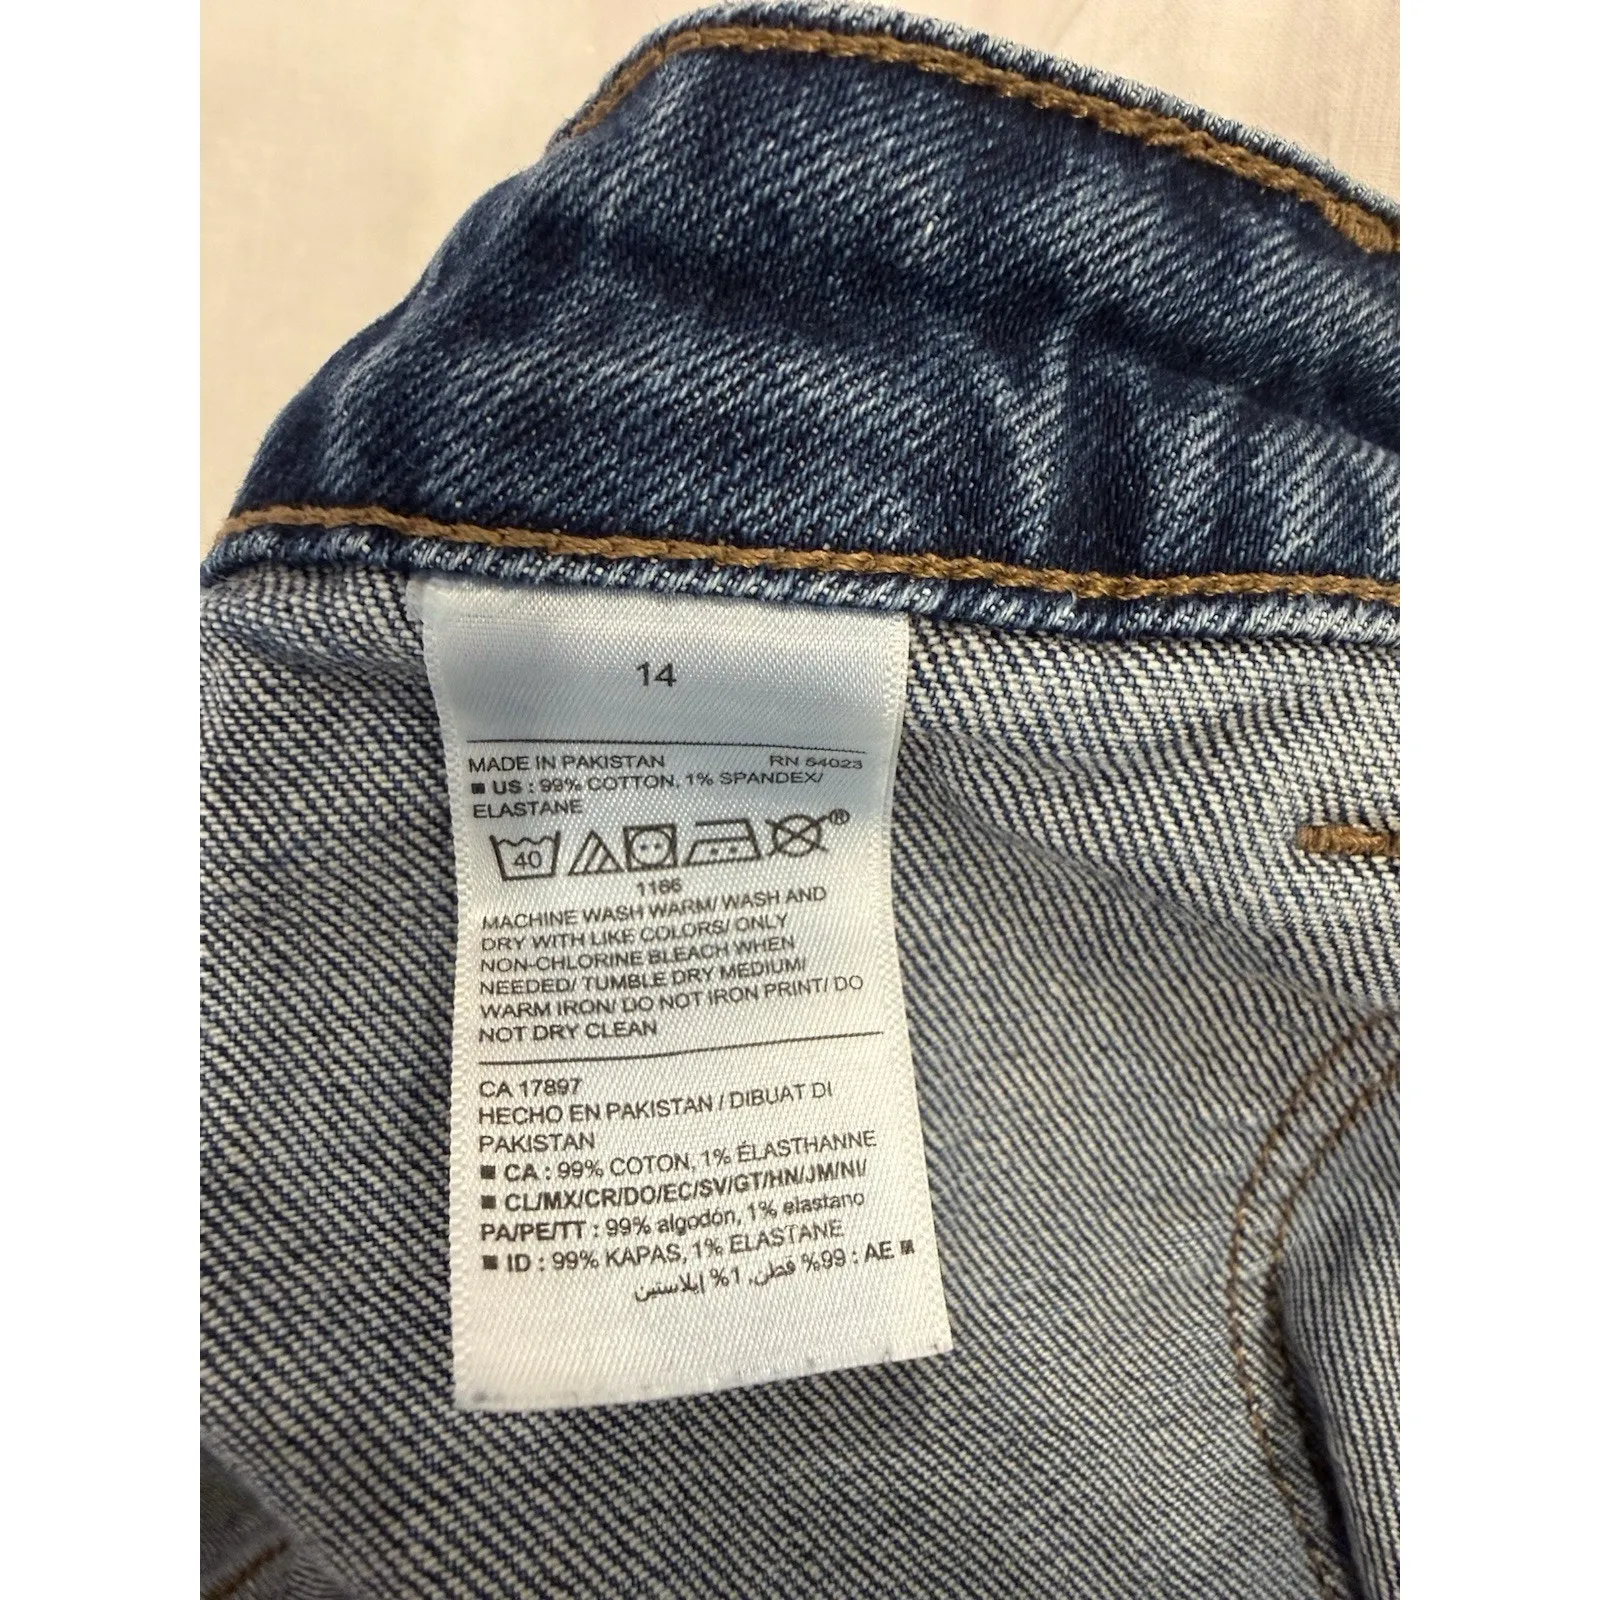 14
MADE IN PAKISTAN RN 54023
■ US : 99% COTTON, 1% SPANDEX/
ELASTANE
40 ®
1166
MACHINE WASH WARM/ WASH AND
DRY WITH LIKE COLORS/ ONLY
NON-CHLORINE BLEACH WHEN
NEEDED/ TUMBLE DRY MEDIUM/
WARM IRON/ DO NOT IRON PRINT/ DO
NOT DRY CLEAN
CA 17897
HECHO EN PAKISTAN / DIBUAT DI
PAKISTAN
■ CA : 99% COTON, 1% ÉLASTHANNE
■ CL/MX/CR/DO/EC/SV/GT/HN/JM/NI/
PA/PE/TT : 99% algodón, 1% elastano
■ ID : 99% KAPAS, 1% ELASTANE
■ AE : 99% قطن, 1% إيلاستين